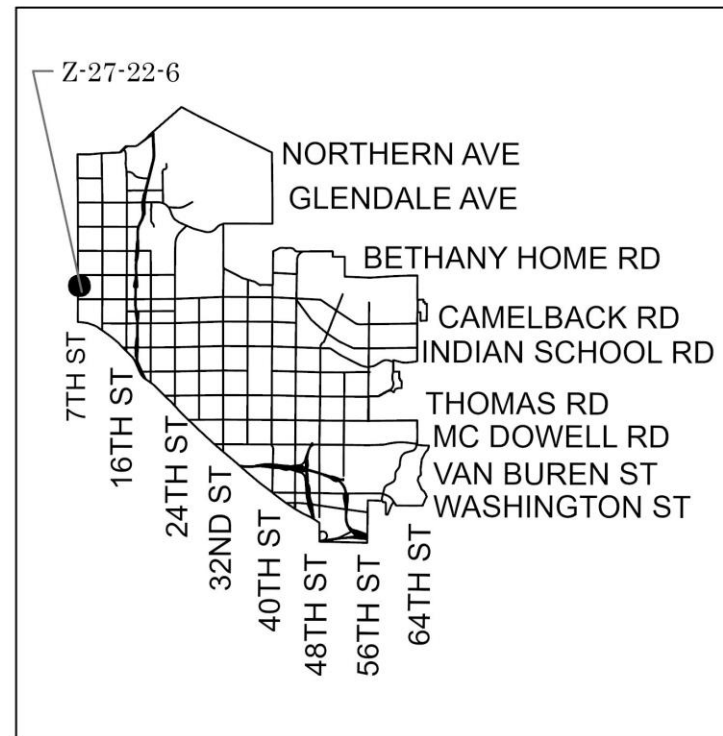 Z-27-22-6
NORTHERN AVE
GLENDALE AVE
BETHANY HOME RD
CAMELBACK RD
INDIAN SCHOOL RD
THOMAS RD
MC DOWELL RD
VAN BUREN ST
WASHINGTON ST
7TH ST
16TH ST
24TH ST
32ND ST
40TH ST
48TH ST
56TH ST
64TH ST